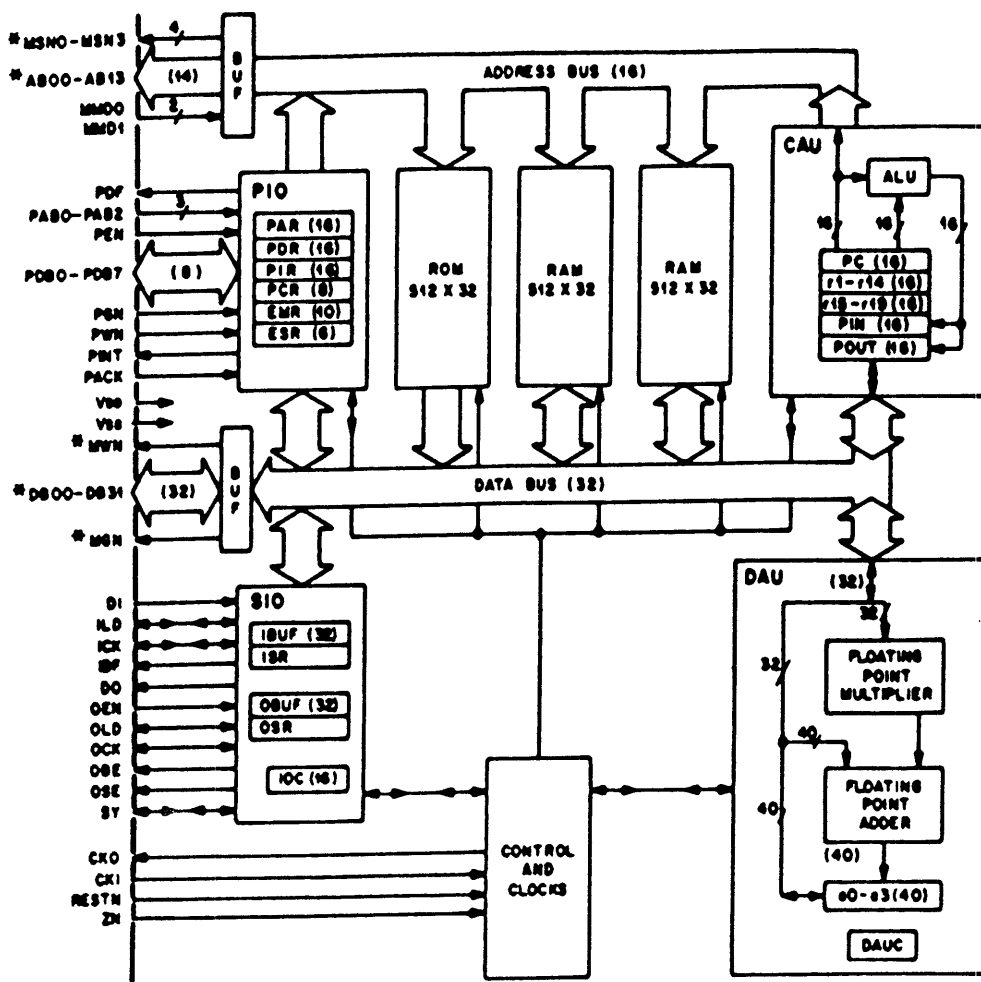 *MSN0-MSN3
4
*AB00-AB13
(14)
MMD0
2
MMD1
BUF
ADDRESS BUS (16)
PDF
PAB0-PAB2
3
PEN
PDB0-PDB7
(8)
PGN
PWN
PINT
PACK
PIO
PAR (16)
PDR (16)
PIR (16)
PCR (8)
EMR (10)
ESR (6)
ROM
512 X 32
RAM
512 X 32
RAM
512 X 32
CAU
ALU
16
16
16
PC (16)
r1-r14 (16)
r15-r19 (16)
PIN (16)
POUT (16)
*MWN
*DB00-DB31
(32)
*MGN
BUF
DATA BUS (32)
DI
ILD
ICK
IBF
DO
OEN
OLD
OCK
OBE
OSE
SY
SIO
IBUF (32)
ISR
OBUF (32)
OSR
IOC (16)
CKO
CKI
RESTN
ZN
CONTROL
AND
CLOCKS
DAU
(32)
32
32
FLOATING
POINT
MULTIPLIER
40
FLOATING
POINT
ADDER
40
(40)
a0-a3(40)
DAUC